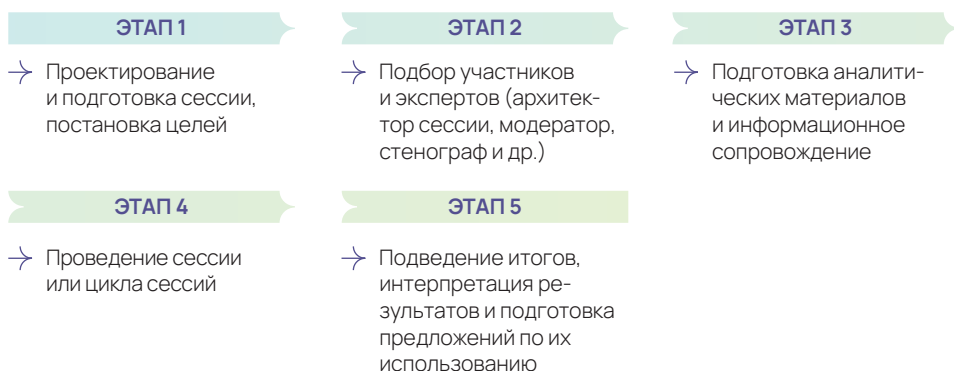 ЭТАП 1
Проектирование
и подготовка сессии,
постановка целей
ЭТАП 2
Подбор участников
и экспертов (архитек-
тор сессии, модератор,
стенограф и др.)
ЭТАП 3
Подготовка аналити-
ческих материалов
и информационное
сопровождение
ЭТАП 4
Проведение сессии
или цикла сессий
ЭТАП 5
Подведение итогов,
интерпретация ре-
зультатов и подготовка
предложений по их
использованию